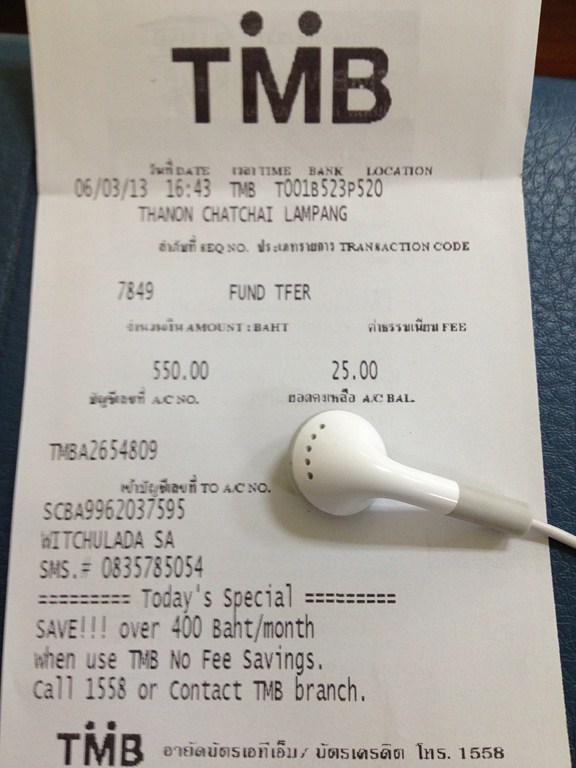 TMB
วันที่ DATE เวลา TIME BANK LOCATION
06/03/13 16:43 TMB T001B523P520
THANON CHATCHAI LAMPANG
ลำดับที่ SEQ NO. ประเภทรายการ TRANSACTION CODE
7849 FUND TFER
จำนวนเงิน AMOUNT : BAHT ค่าธรรมเนียม FEE
550.00 25.00
บัญชีเลขที่ A/C NO. ยอดคงเหลือ A/C BAL.
TMBA2654809
เข้าบัญชีเลขที่ TO A/C NO.
SCBA9962037595
WITCHULADA SA
SMS.# 0835785054
========= Today's Special =========
SAVE!!! over 400 Baht/month
when use TMB No Fee Savings.
Call 1558 or Contact TMB branch.
TMB อายัดบัตรเอทีเอ็ม/ บัตรเครดิต โทร. 1558